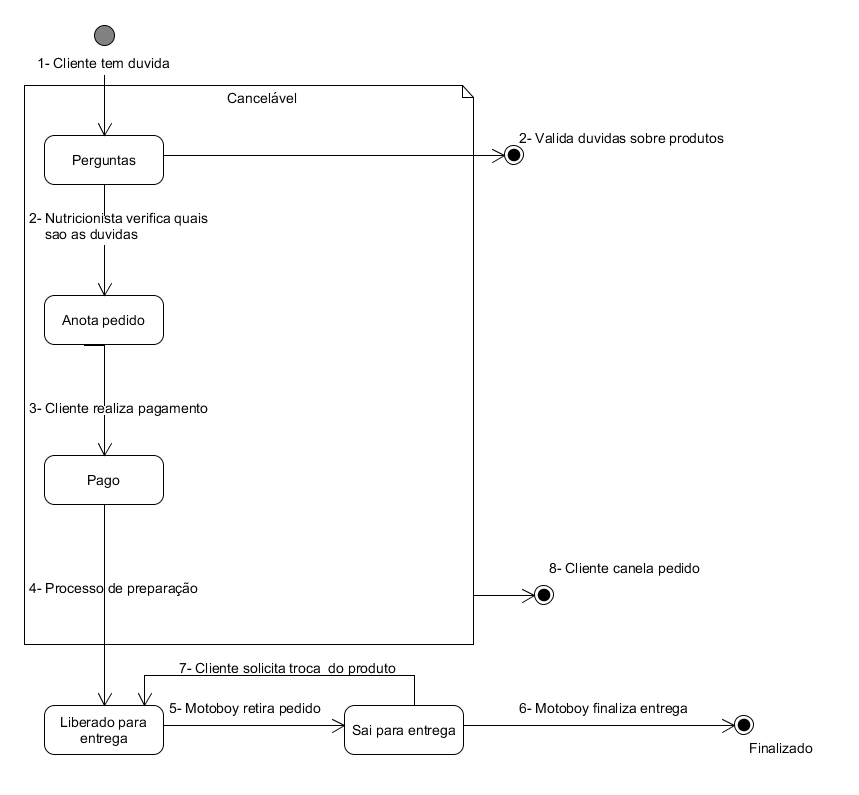 1- Cliente tem duvida
Cancelável
2- Valida duvidas sobre produtos
Perguntas
2- Nutricionista verifica quais
sao as duvidas
Anota pedido
3- Cliente realiza pagamento
Pago
8- Cliente canela pedido
4- Processo de preparação
7- Cliente solicita troca do produto
5- Motoboy retira pedido
6- Motoboy finaliza entrega
Liberado para
entrega
Sai para entrega
Finalizado